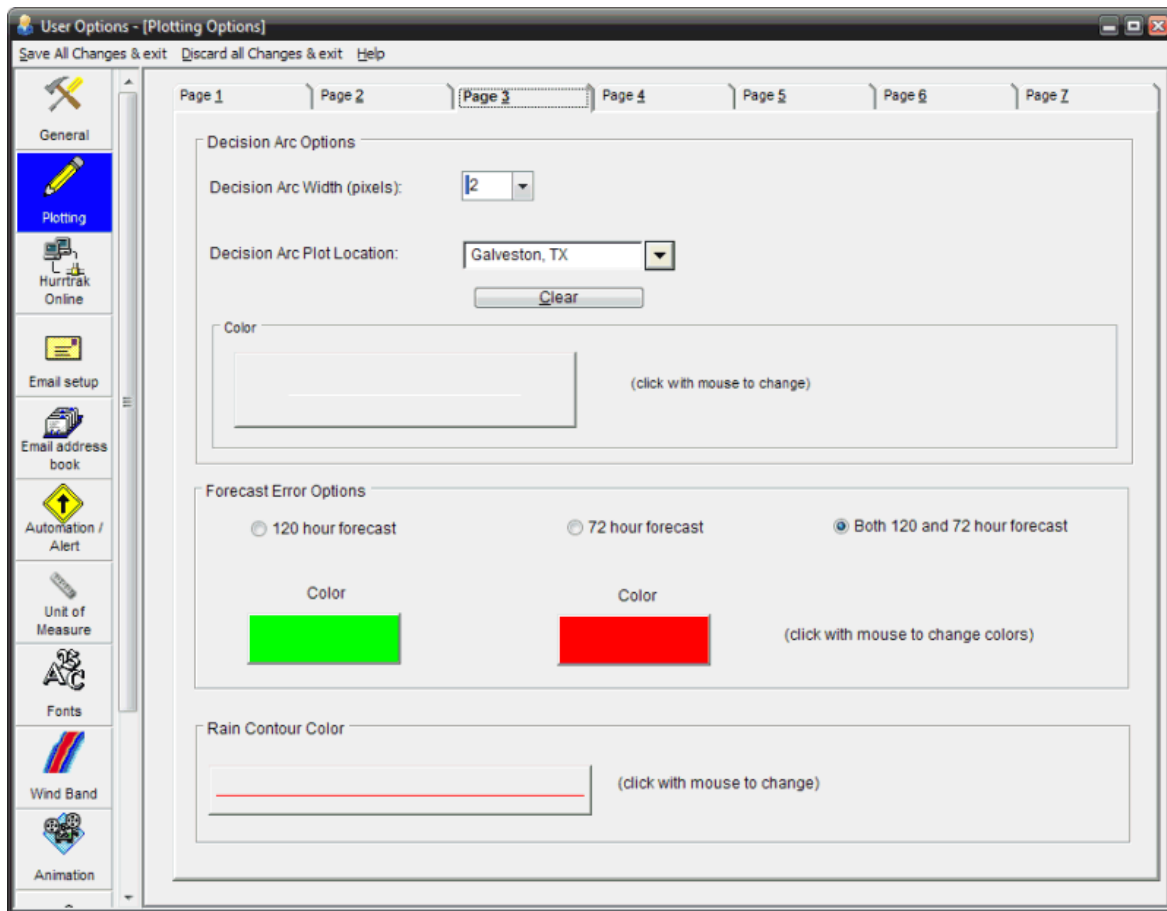 User Options - [Plotting Options]
Save All Changes & exit Discard all Changes & exit Help
General
Plotting
Hurrtrak
Online
Email setup
Email address
book
Automation /
Alert
Unit of
Measure
Fonts
Wind Band
Animation
Page 1 Page 2 Page 3 Page 4 Page 5 Page 6 Page 7
Decision Arc Options
Decision Arc Width (pixels): 2
Decision Arc Plot Location: Galveston, TX
Clear
Color
(click with mouse to change)
Forecast Error Options
120 hour forecast 72 hour forecast Both 120 and 72 hour forecast
Color Color
(click with mouse to change colors)
Rain Contour Color
(click with mouse to change)